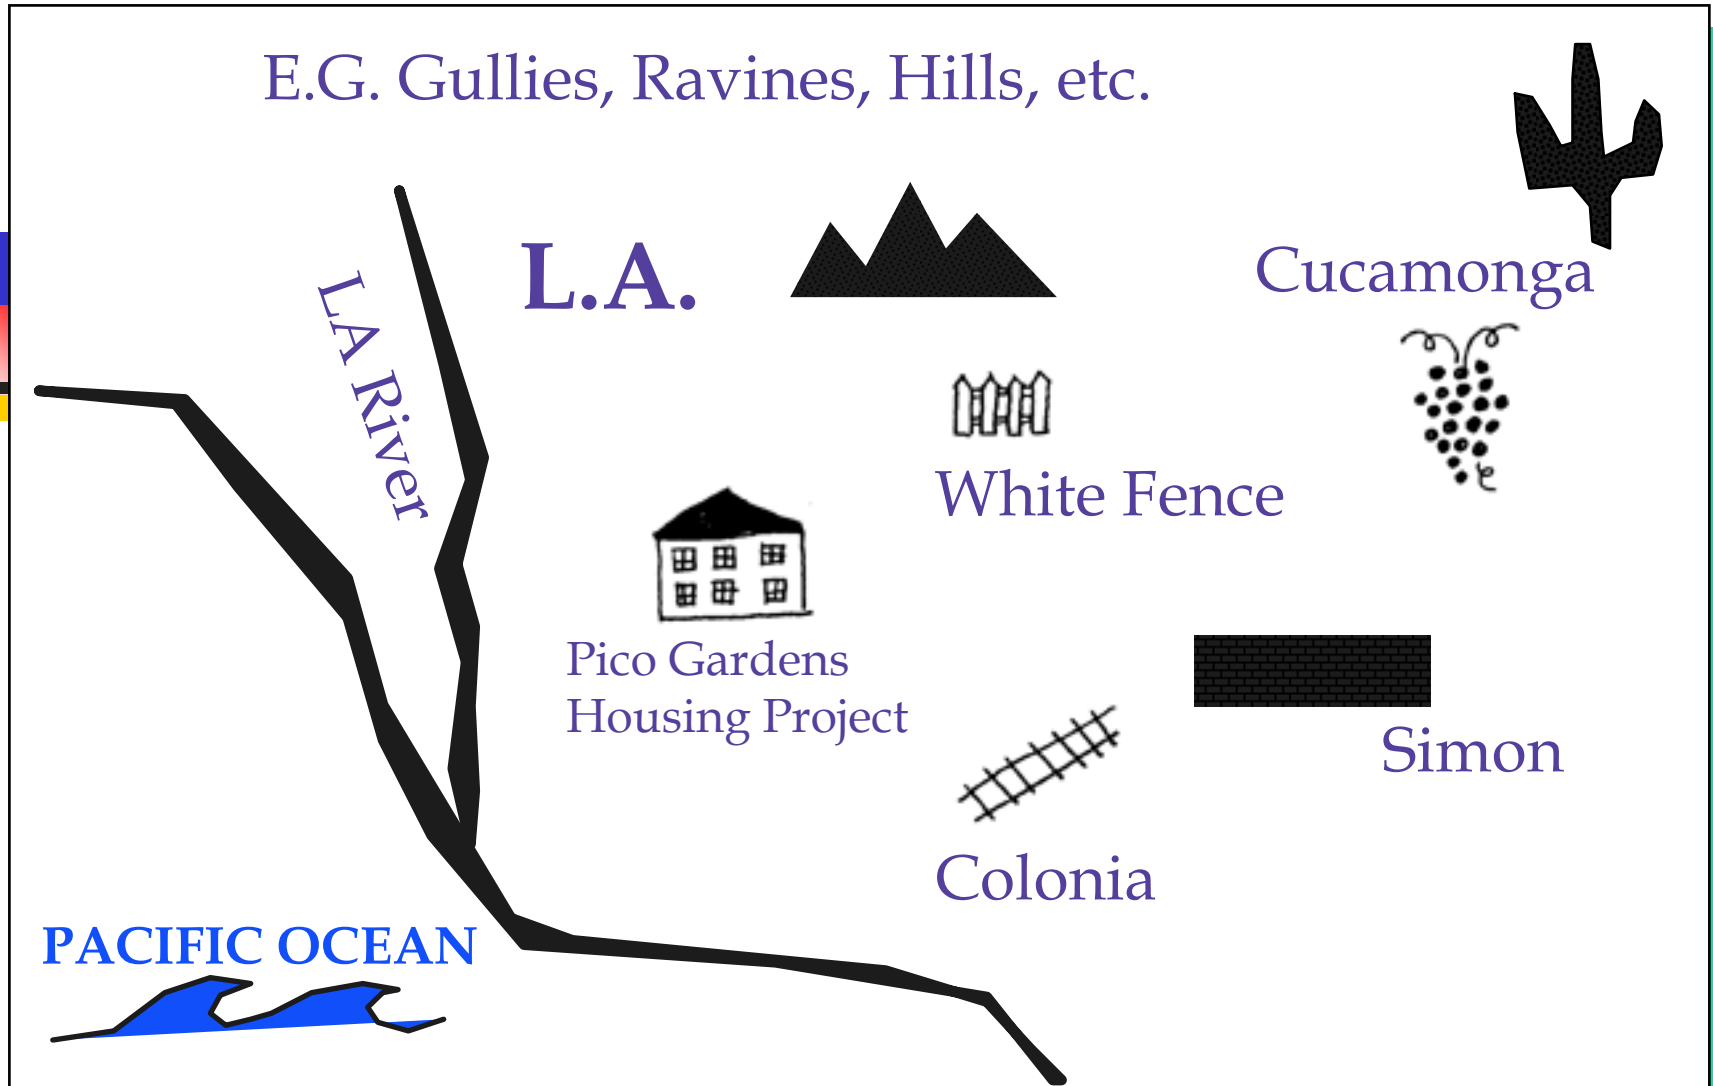 E.G. Gullies, Ravines, Hills, etc.
L.A.
Cucamonga
LA River
White Fence
Pico Gardens
Housing Project
Simon
Colonia
PACIFIC OCEAN